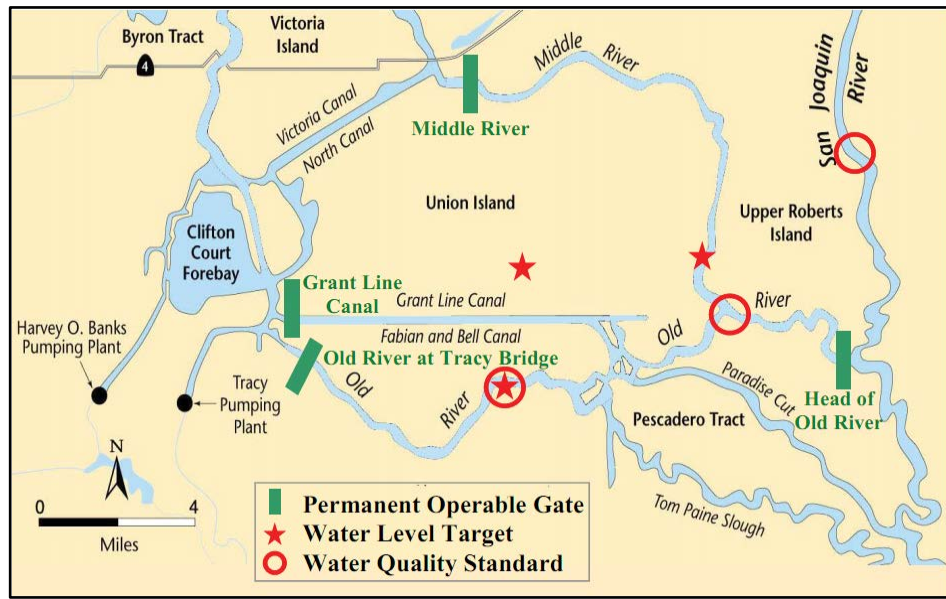 Byron Tract
4
Victoria
Island
Victoria Canal
North Canal
Middle
River
Middle River
San Joaquin
River
Union Island
Upper Roberts
Island
Clifton
Court
Forebay
Grant Line
Canal
Grant Line Canal
Fabian and Bell Canal
Old River at Tracy Bridge
Old
River
Old
River
Harvey O. Banks
Pumping Plant
Tracy
Pumping
Plant
Paradise Cut
Pescadero Tract
Head of
Old River
Tom Paine Slough
N
0
4
Miles
Permanent Operable Gate
Water Level Target
Water Quality Standard